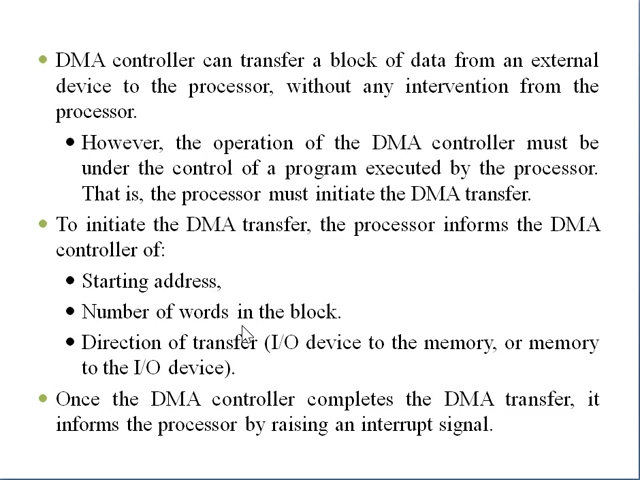 • DMA controller can transfer a block of data from an external
device to the processor, without any intervention from the
processor.
• However, the operation of the DMA controller must be
under the control of a program executed by the processor.
That is, the processor must initiate the DMA transfer.
• To initiate the DMA transfer, the processor informs the DMA
controller of:
• Starting address,
• Number of words in the block.
• Direction of transfer (I/O device to the memory, or memory
to the I/O device).
• Once the DMA controller completes the DMA transfer, it
informs the processor by raising an interrupt signal.